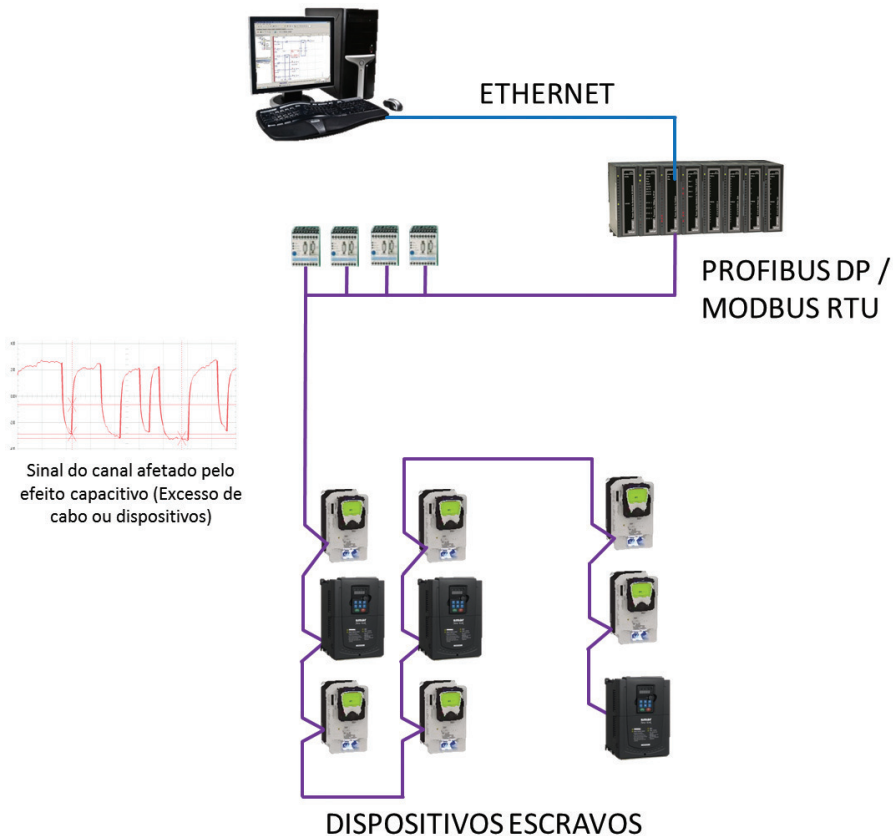 ETHERNET
PROFIBUS DP /
MODBUS RTU
Sinal do canal afetado pelo
efeito capacitivo (Excesso de
cabo ou dispositivos)
DISPOSITIVOS ESCRAVOS